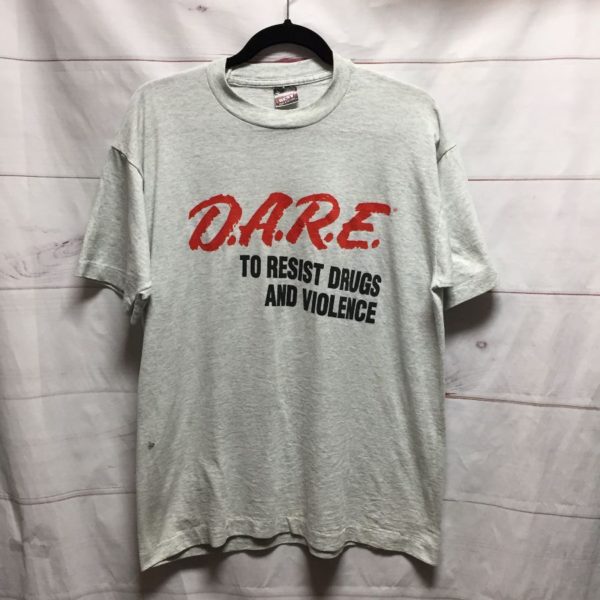 D.A.R.E.®
TO RESIST DRUGS
AND VIOLENCE